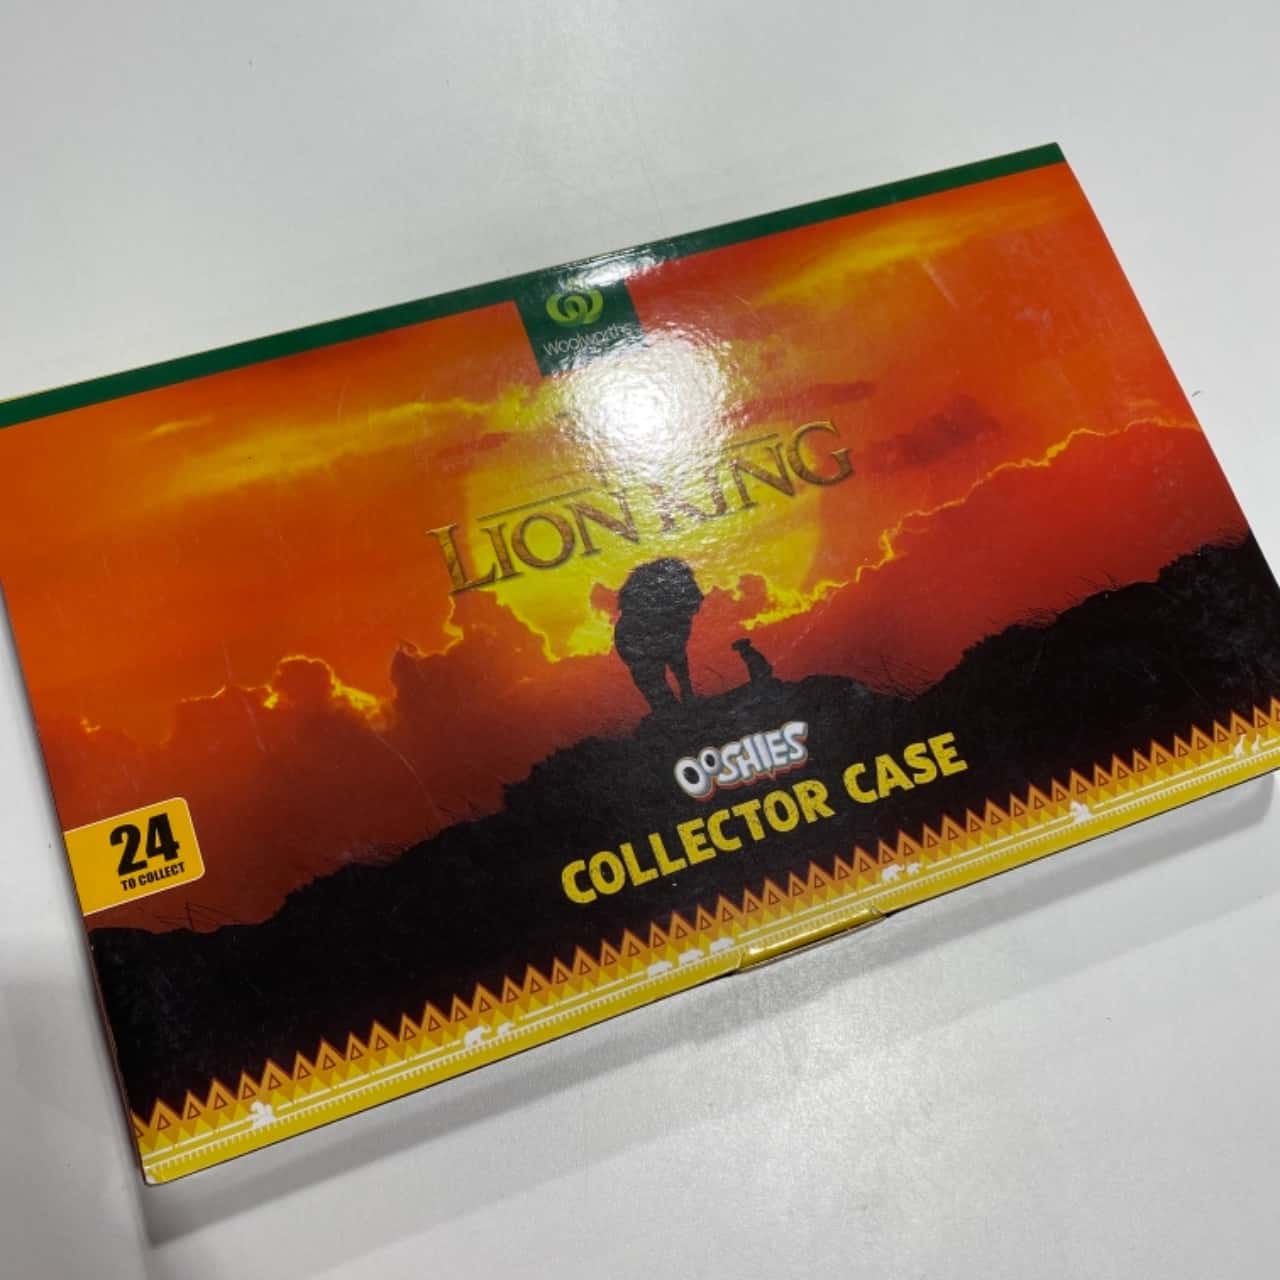 Woolworths
LION KING
OOSHIES
COLLECTOR CASE
24
TO COLLECT